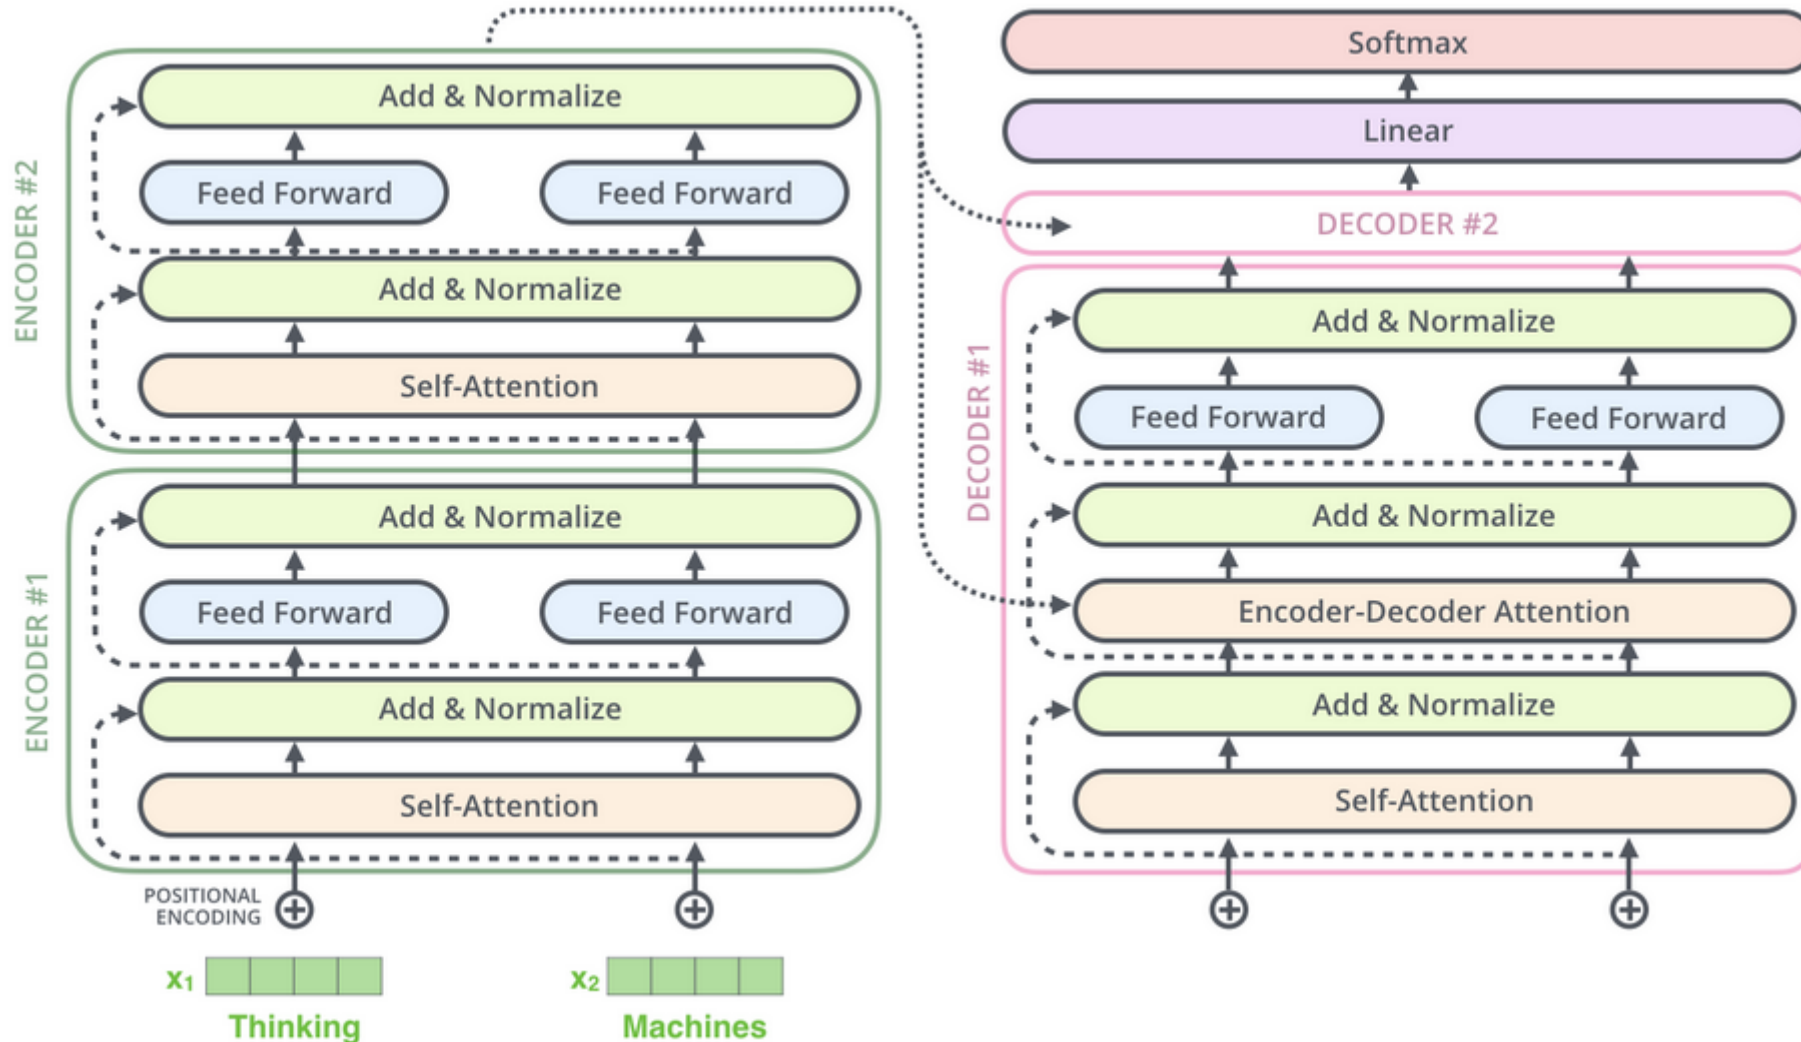 ENCODER #2
Add & Normalize
Feed Forward
Feed Forward
Add & Normalize
Self-Attention
ENCODER #1
Add & Normalize
Feed Forward
Feed Forward
Add & Normalize
Self-Attention
POSITIONAL
ENCODING
x₁
x₂
Thinking
Machines
Softmax
Linear
DECODER #2
DECODER #1
Add & Normalize
Feed Forward
Feed Forward
Add & Normalize
Encoder-Decoder Attention
Add & Normalize
Self-Attention